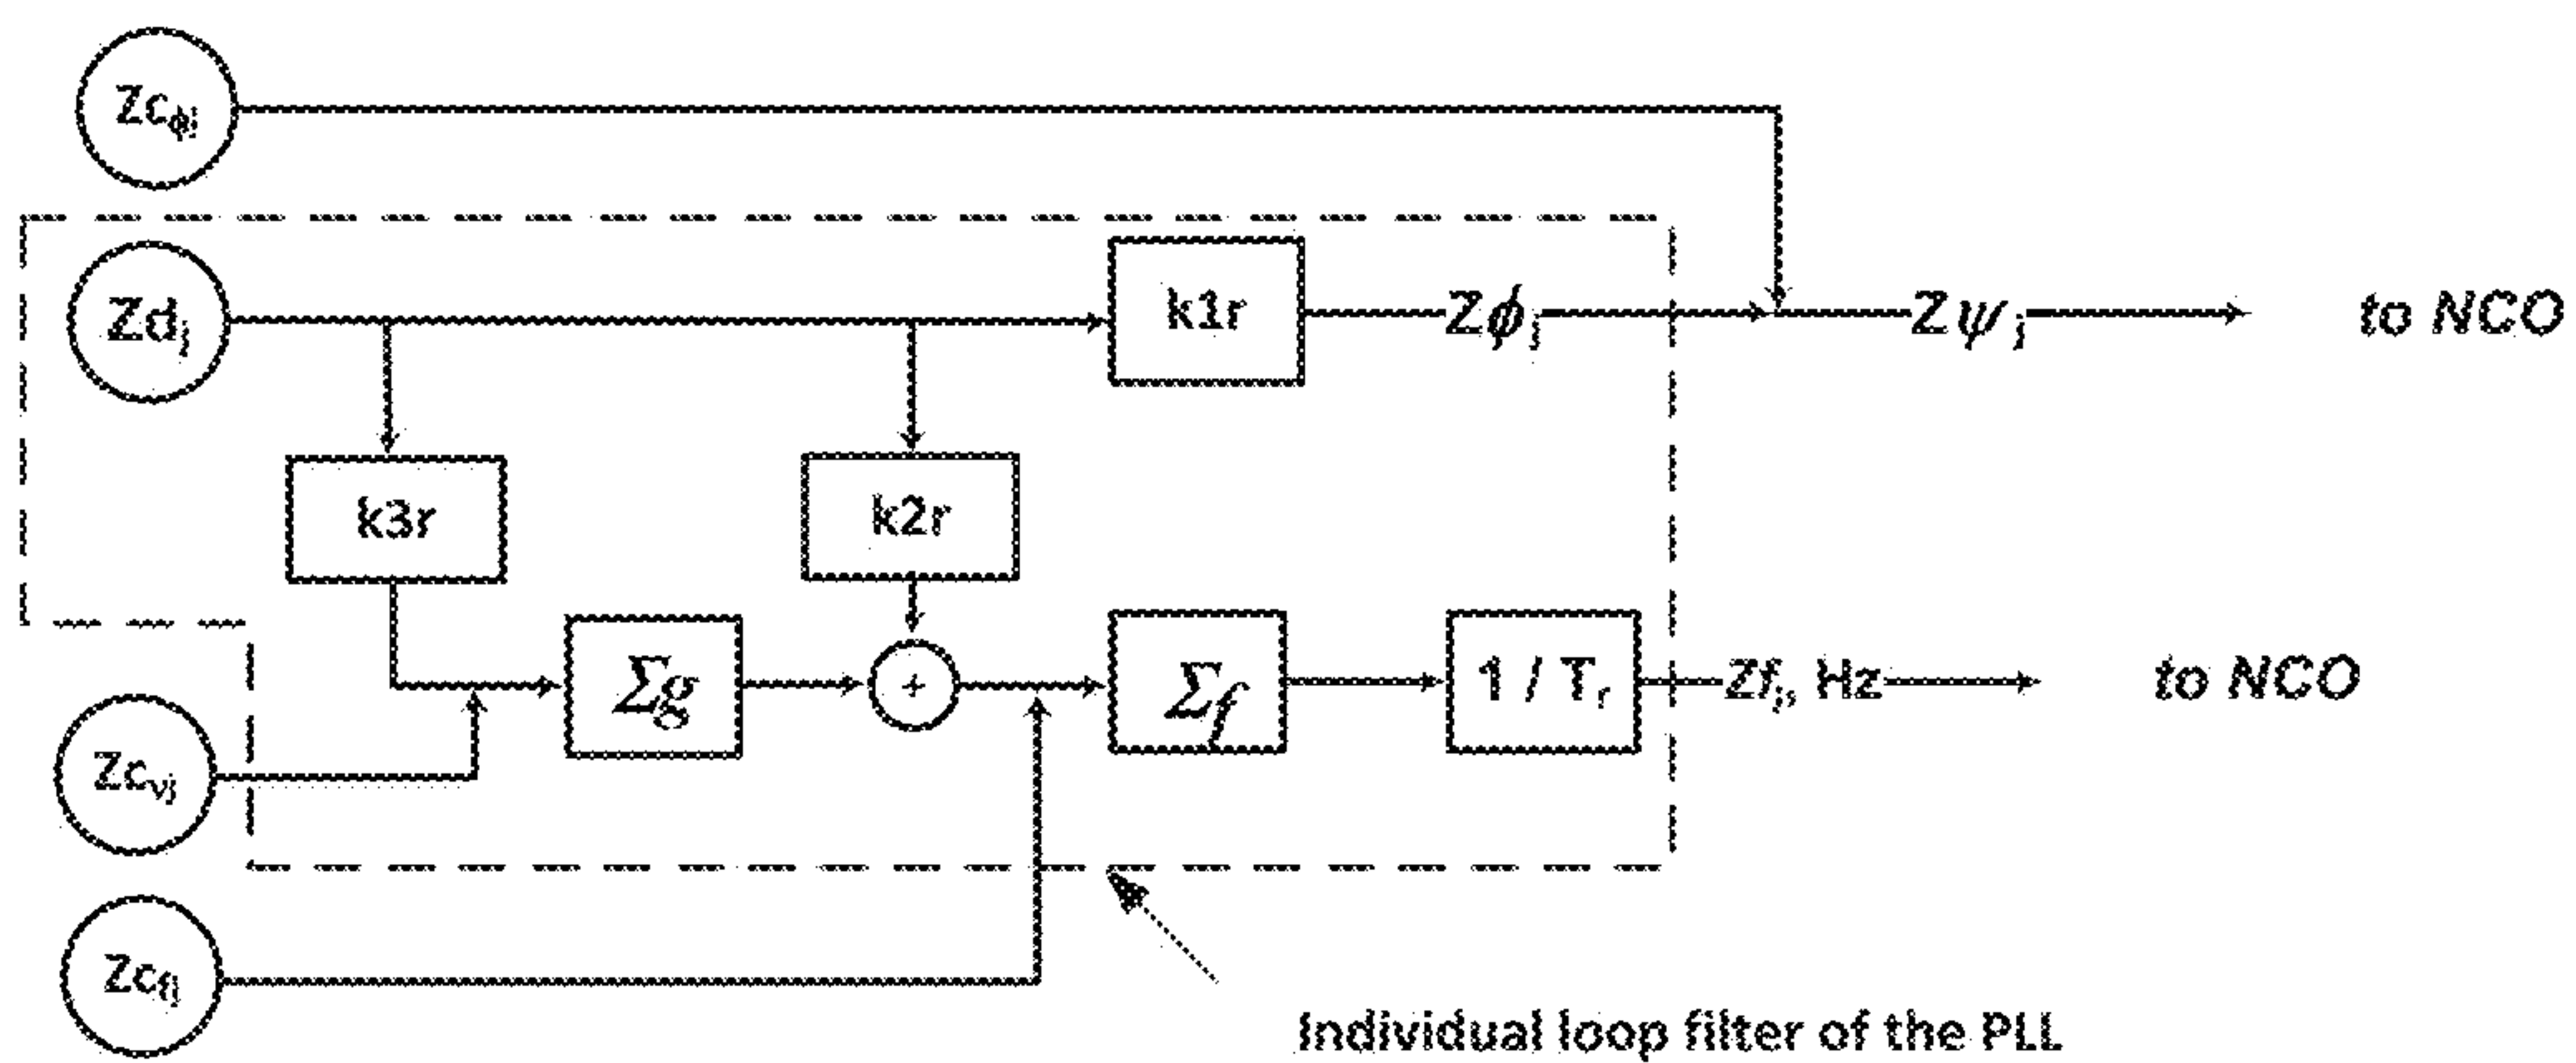 Zcϕj
Zdj
k1r
Zϕj
Zψj
to NCO
k3r
k2r
Σg
+
Σf
1 / Tr
Zfj, Hz
to NCO
Zcvj
Zcfj
Individual loop filter of the PLL